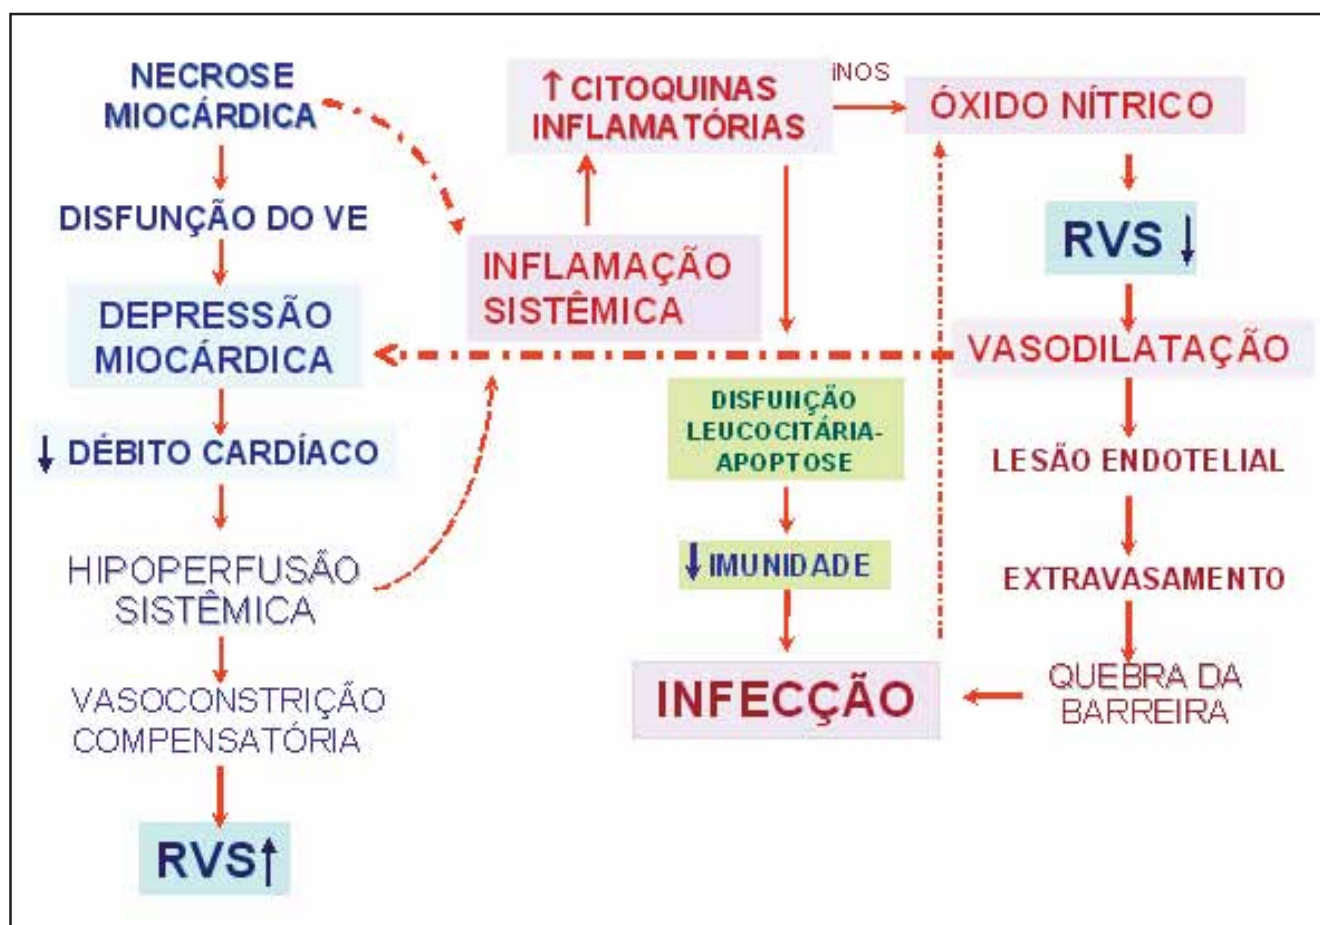 NECROSE
MIOCÁRDICA
DISFUNÇÃO DO VE
DEPRESSÃO
MIOCÁRDICA
↓ DÉBITO CARDÍACO
HIPOPERFUSÃO
SISTÊMICA
VASOCONSTRIÇÃO
COMPENSATÓRIA
RVS↑
INFLAMAÇÃO
SISTÊMICA
↑ CITOQUINAS
INFLAMATÓRIAS
iNOS
ÓXIDO NÍTRICO
RVS ↓
VASODILATAÇÃO
LESÃO ENDOTELIAL
EXTRAVASAMENTO
QUEBRA DA
BARREIRA
DISFUNÇÃO
LEUCOCITÁRIA-
APOPTOSE
↓ IMUNIDADE
INFECÇÃO